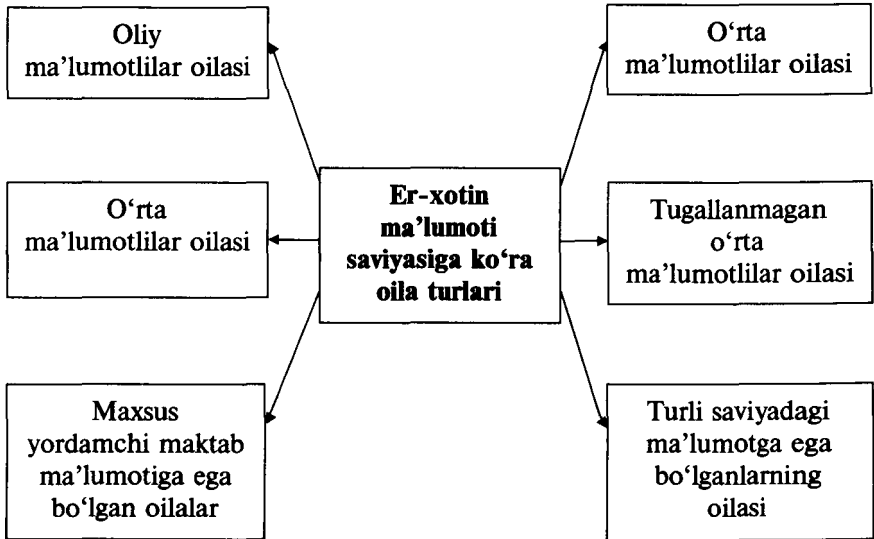 Oliy
ma’lumotlilar oilasi
O‘rta
ma’lumotlilar oilasi
O‘rta
ma’lumotlilar oilasi
Er-xotin
ma’lumoti
saviyasiga ko‘ra
oila turlari
Tugallanmagan
o‘rta
ma’lumotlilar oilasi
Maxsus
yordamchi maktab
ma’lumotiga ega
bo‘lgan oilalar
Turli saviyadagi
ma’lumotga ega
bo‘lganlarning
oilasi